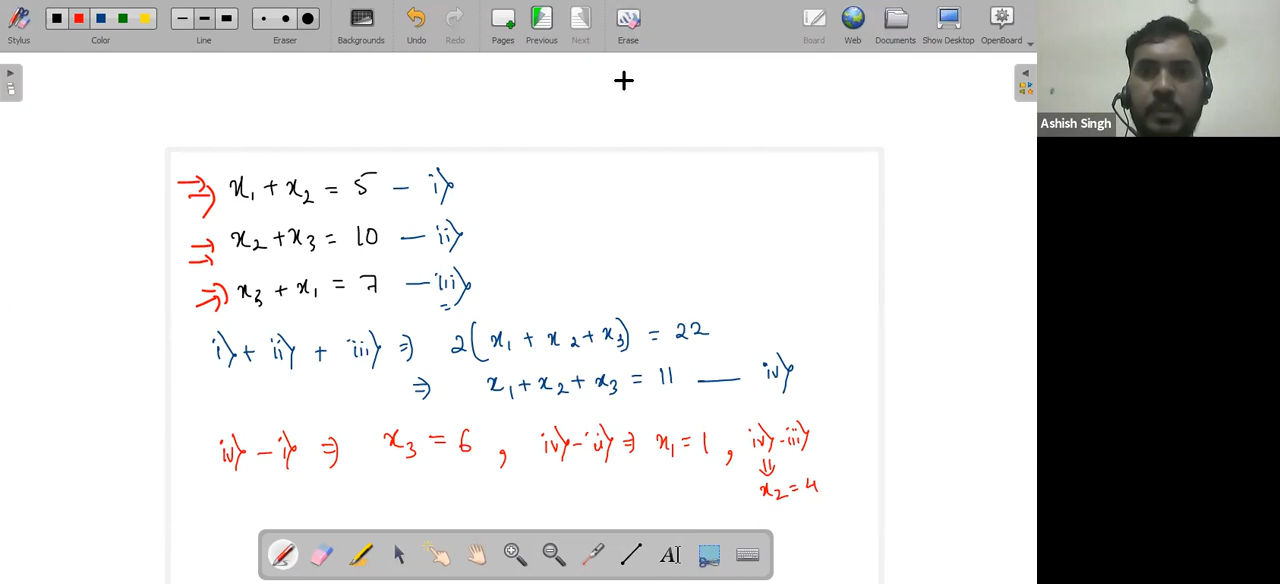 Stylus Color Line Eraser Backgrounds Undo Redo Pages Previous Next Erase Board Web Documents Show Desktop OpenBoard
Ashish Singh
x₁ + x₂ = 5 — i)
x₂ + x₃ = 10 — ii)
x₃ + x₁ = 7 — iii)
i) + ii) + iii) ⇒ 2(x₁ + x₂ + x₃) = 22
⇒ x₁ + x₂ + x₃ = 11 — iv)
iv) - i) ⇒ x₃ = 6, iv) - ii) ⇒ x₁ = 1, iv) - iii)
⇓
x₂ = 4